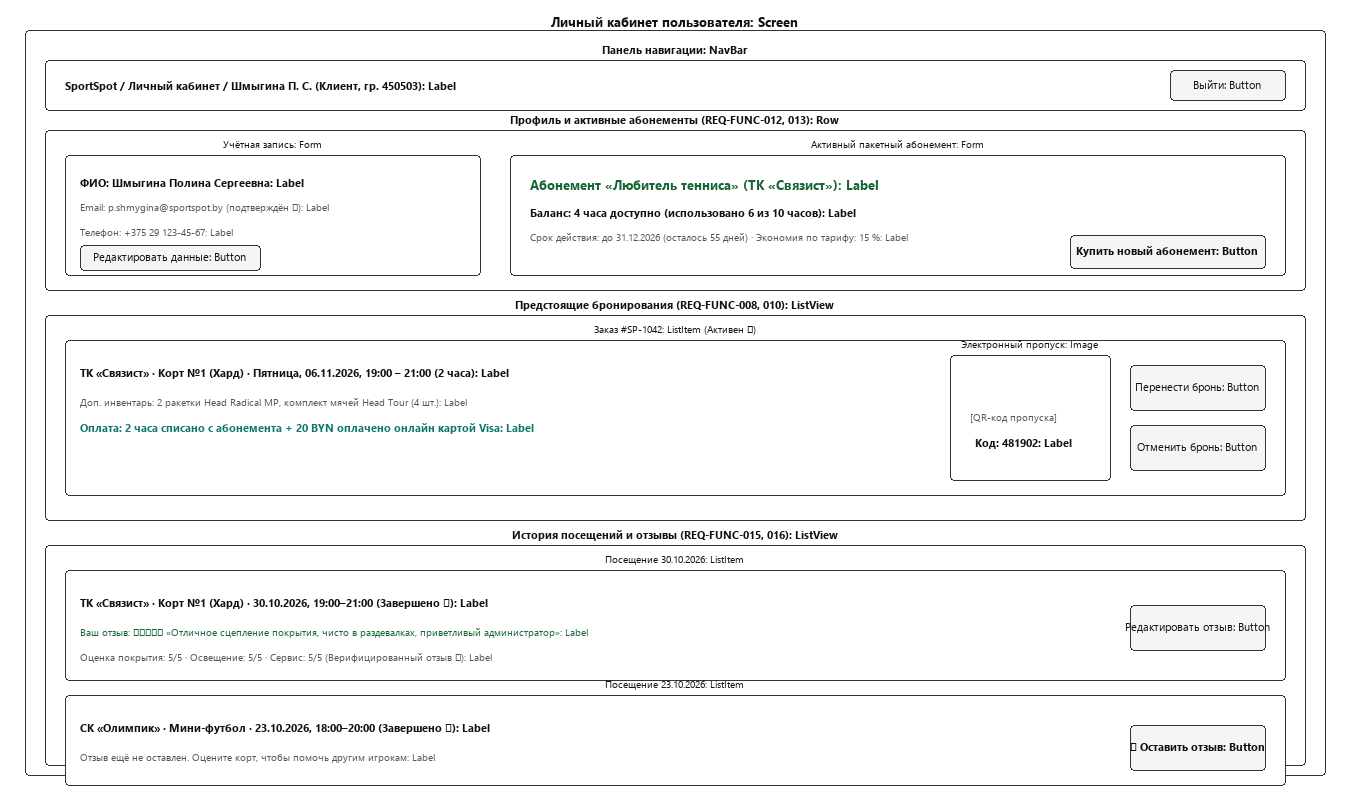 Личный кабинет пользователя: Screen
Панель навигации: NavBar
SportSpot / Личный кабинет / Шмыгина П. С. (Клиент, гр. 450503): Label
Выйти: Button
Профиль и активные абонементы (REQ-FUNC-012, 013): Row
Учётная запись: Form
ФИО: Шмыгина Полина Сергеевна: Label
Email: p.shmygina@sportspot.by (подтверждён ▯): Label
Телефон: +375 29 123-45-67: Label
Редактировать данные: Button
Активный пакетный абонемент: Form
Абонемент «Любитель тенниса» (ТК «Связист»): Label
Баланс: 4 часа доступно (использовано 6 из 10 часов): Label
Срок действия: до 31.12.2026 (осталось 55 дней) · Экономия по тарифу: 15 %: Label
Купить новый абонемент: Button
Предстоящие бронирования (REQ-FUNC-008, 010): ListView
Заказ #SP-1042: ListItem (Активен ▯)
ТК «Связист» · Корт №1 (Хард) · Пятница, 06.11.2026, 19:00 – 21:00 (2 часа): Label
Доп. инвентарь: 2 ракетки Head Radical MP, комплект мячей Head Tour (4 шт.): Label
Оплата: 2 часа списано с абонемента + 20 BYN оплачено онлайн картой Visa: Label
Электронный пропуск: Image
[QR-код пропуска]
Код: 481902: Label
Перенести бронь: Button
Отменить бронь: Button
История посещений и отзывы (REQ-FUNC-015, 016): ListView
Посещение 30.10.2026: ListItem
ТК «Связист» · Корт №1 (Хард) · 30.10.2026, 19:00–21:00 (Завершено ▯): Label
Ваш отзыв: ▯▯▯▯▯ «Отличное сцепление покрытия, чисто в раздевалках, приветливый администратор»: Label
Оценка покрытия: 5/5 · Освещение: 5/5 · Сервис: 5/5 (Верифицированный отзыв ▯): Label
Редактировать отзыв: Button
Посещение 23.10.2026: ListItem
СК «Олимпик» · Мини-футбол · 23.10.2026, 18:00–20:00 (Завершено ▯): Label
Отзыв ещё не оставлен. Оцените корт, чтобы помочь другим игрокам: Label
▯ Оставить отзыв: Button